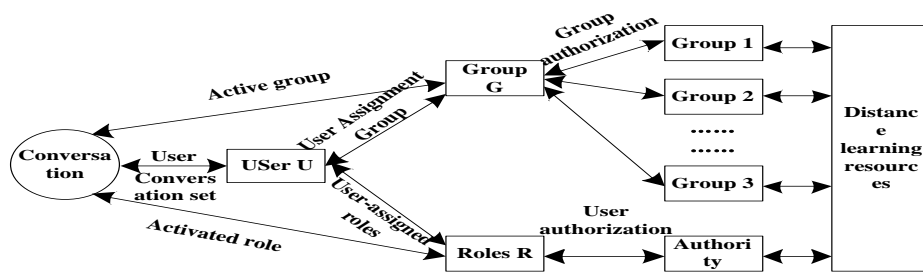 Group
authorization
Group 1
Active group
Group
G
Group 2
......
......
Distanc
e
learning
resourc
es
User Assignment
Group
Conversa
tion
User
Convers
ation set
USer U
Group 3
User-assigned
roles
Activated role
Roles R
User
authorization
Authori
ty